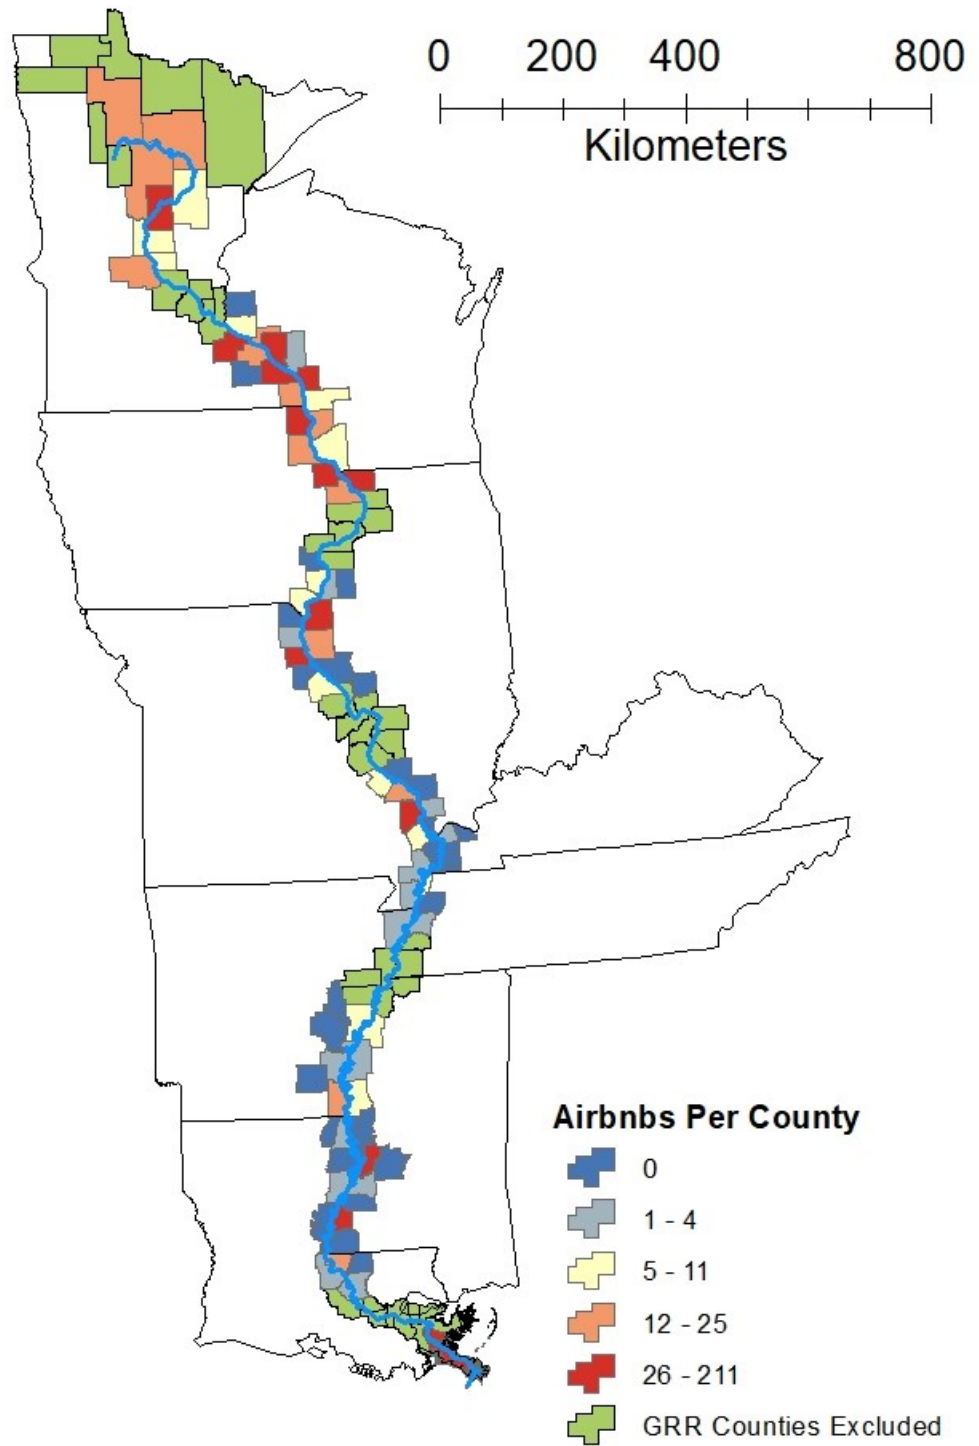 0 200 400 800
Kilometers
Airbnbs Per County
0
1 - 4
5 - 11
12 - 25
26 - 211
GRR Counties Excluded